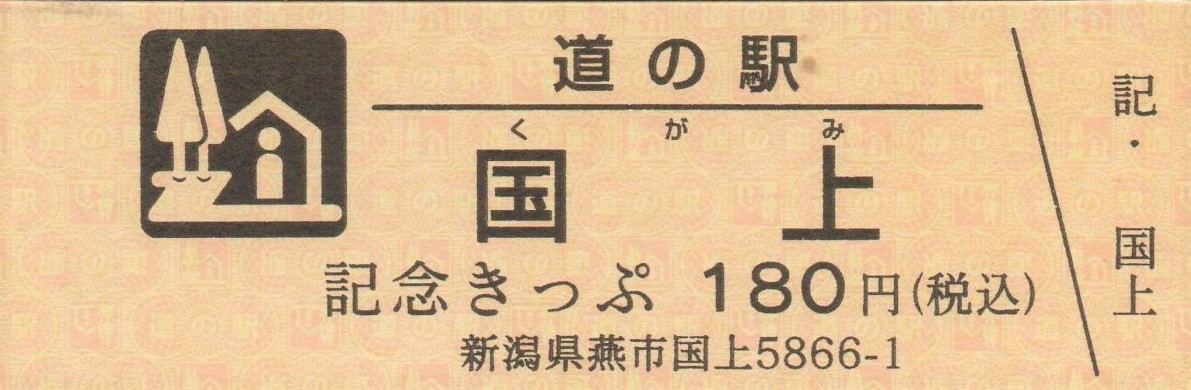 道の駅
くがみ
国上
記念きっぷ 180円(税込)
新潟県燕市国上5866-1
記・国上